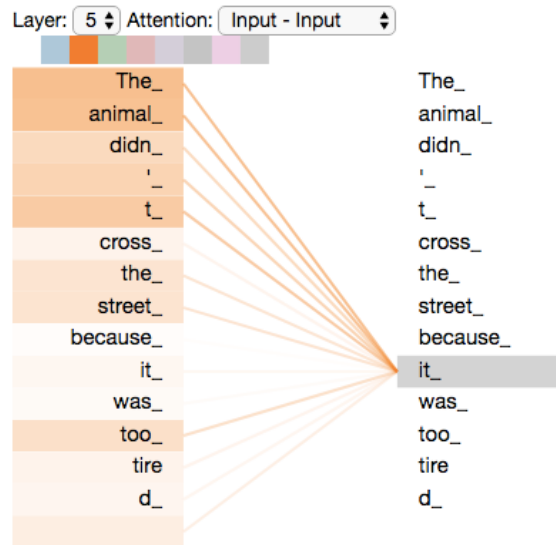 Layer: 5 Attention: Input - Input
The_ The_
animal_ animal_
didn_ didn_
'_ '_
t_ t_
cross_ cross_
the_ the_
street_ street_
because_ because_
it_ it_
was_ was_
too_ too_
tire tire
d_ d_